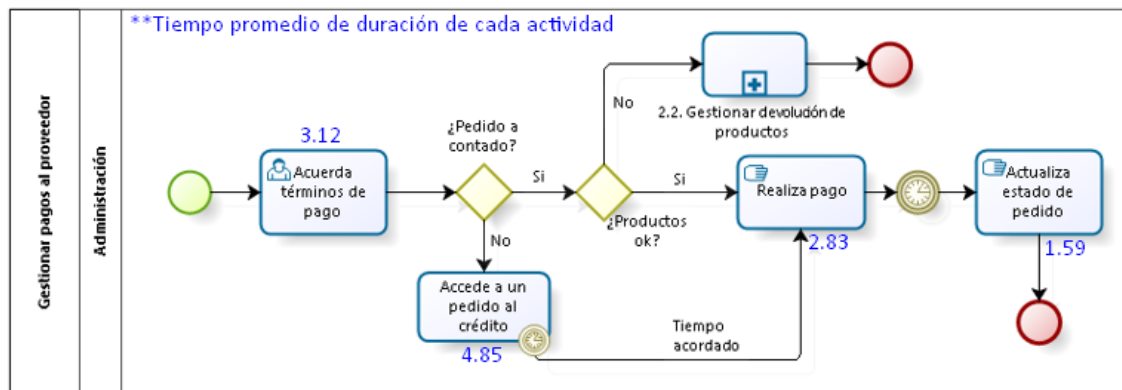 **Tiempo promedio de duración de cada actividad
Gestionar pagos al proveedor
Administración
3.12
Acuerda
términos de
pago
¿Pedido a
contado?
Si
No
Accede a un
pedido al
crédito
4.85
¿Productos
ok?
No
2.2. Gestionar devolución de
productos
Si
Realiza pago
2.83
Tiempo
acordado
Actualiza
estado de
pedido
1.59